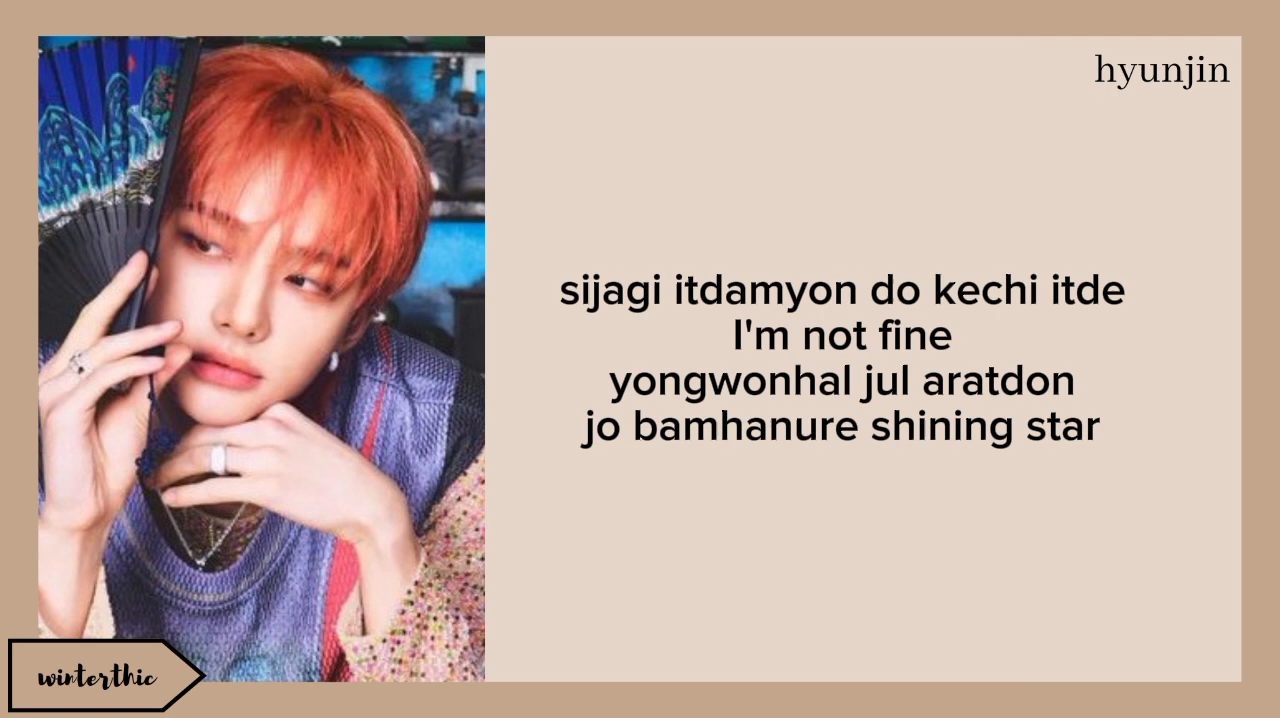 hyunjin
sijagi itdamyon do kechi itde
I'm not fine
yongwonhal jul aratdon
jo bamhanure shining star
winterthic